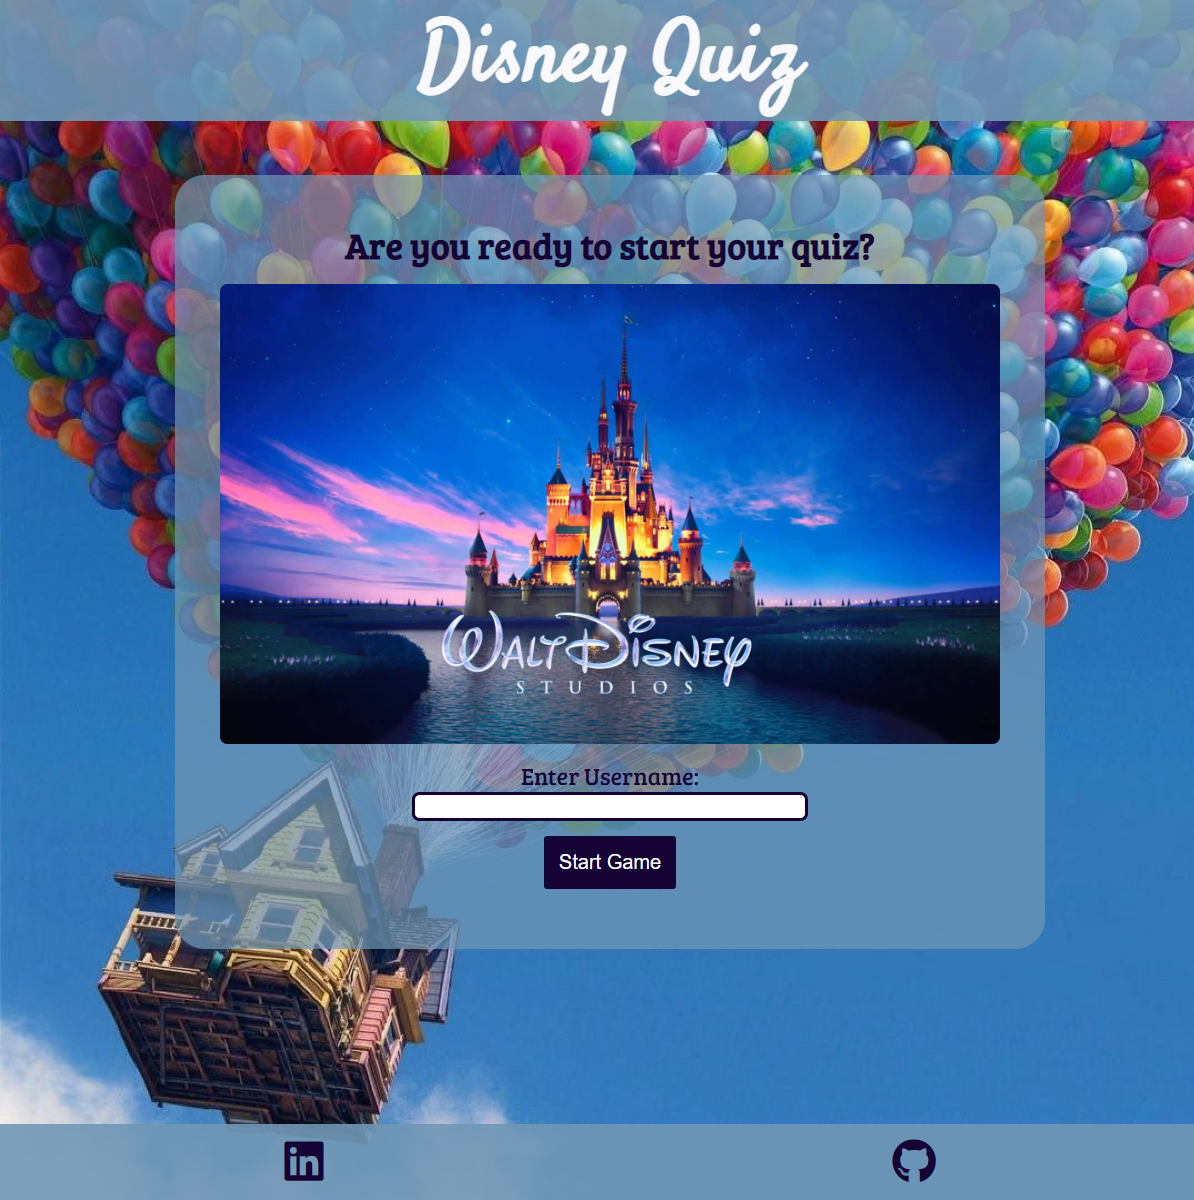 Disney Quiz
Are you ready to start your quiz?
WALT DISNEY
STUDIOS
Enter Username:
Start Game
in